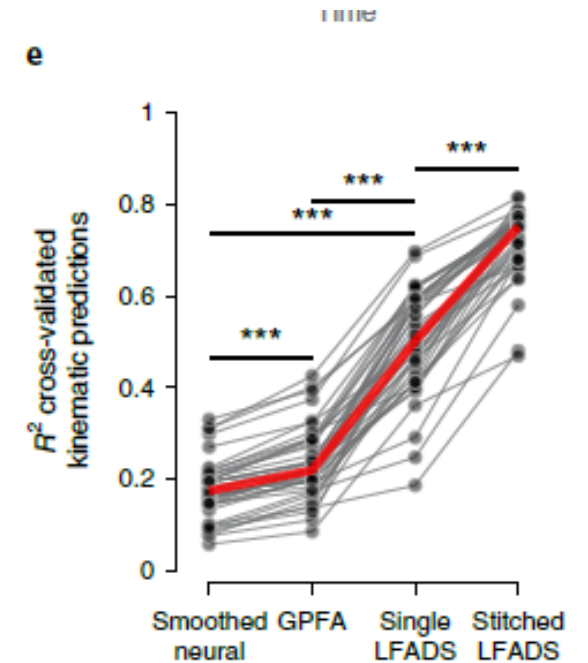 Time
e
1
***
***
0.8
***
0.6
***
0.4
0.2
0
R² cross-validated
kinematic predictions
Smoothed GPFA Single Stitched
neural LFADS LFADS